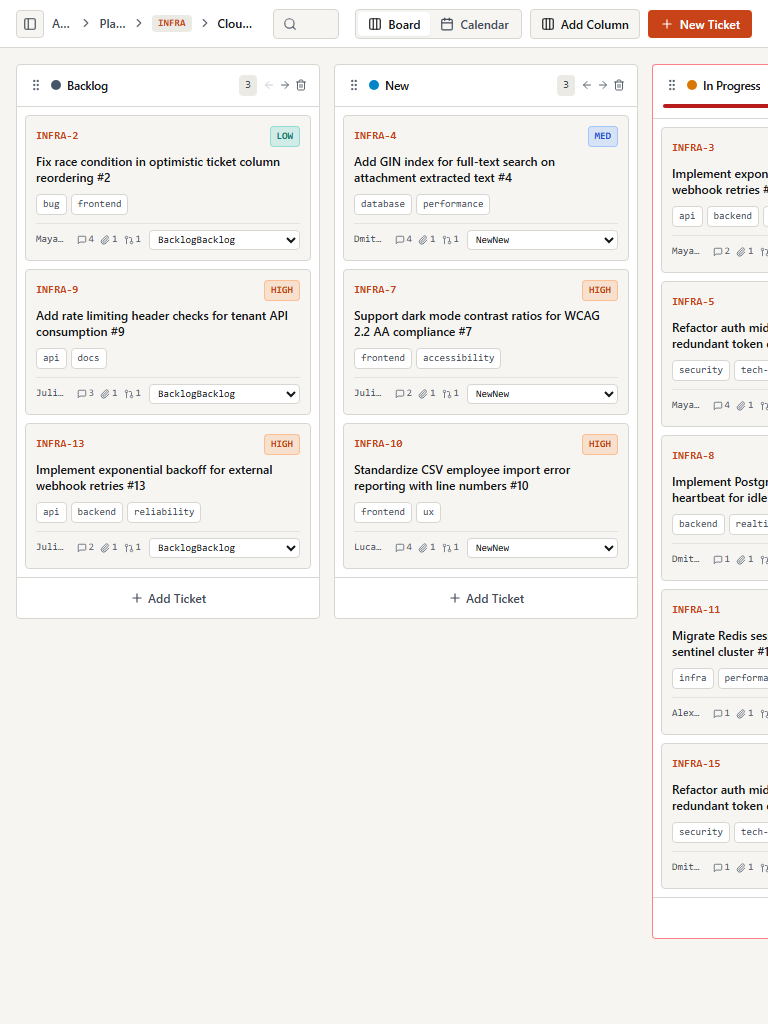 A... Pla... INFRA Clou... Board Calendar Add Column New Ticket
Backlog 3
INFRA-2 LOW
Fix race condition in optimistic ticket column
reordering #2
bug frontend
Maya... 4 1 1 BacklogBacklog
INFRA-9 HIGH
Add rate limiting header checks for tenant API
consumption #9
api docs
Juli... 3 1 1 BacklogBacklog
INFRA-13 HIGH
Implement exponential backoff for external
webhook retries #13
api backend reliability
Juli... 2 1 1 BacklogBacklog
Add Ticket
New 3
INFRA-4 MED
Add GIN index for full-text search on
attachment extracted text #4
database performance
Dmit... 4 1 1 NewNew
INFRA-7 HIGH
Support dark mode contrast ratios for WCAG
2.2 AA compliance #7
frontend accessibility
Juli... 2 1 1 NewNew
INFRA-10 HIGH
Standardize CSV employee import error
reporting with line numbers #10
frontend ux
Luca... 4 1 1 NewNew
Add Ticket
In Progress
INFRA-3
Implement expon
webhook retries #
api backend
Maya... 2 1
INFRA-5
Refactor auth mid
redundant token
security tech-
Maya... 4 1
INFRA-8
Implement Postgr
heartbeat for idle
backend realti
Dmit... 1 1
INFRA-11
Migrate Redis ses
sentinel cluster #1
infra performa
Alex... 1 1
INFRA-15
Refactor auth mid
redundant token
security tech-
Dmit... 1 1